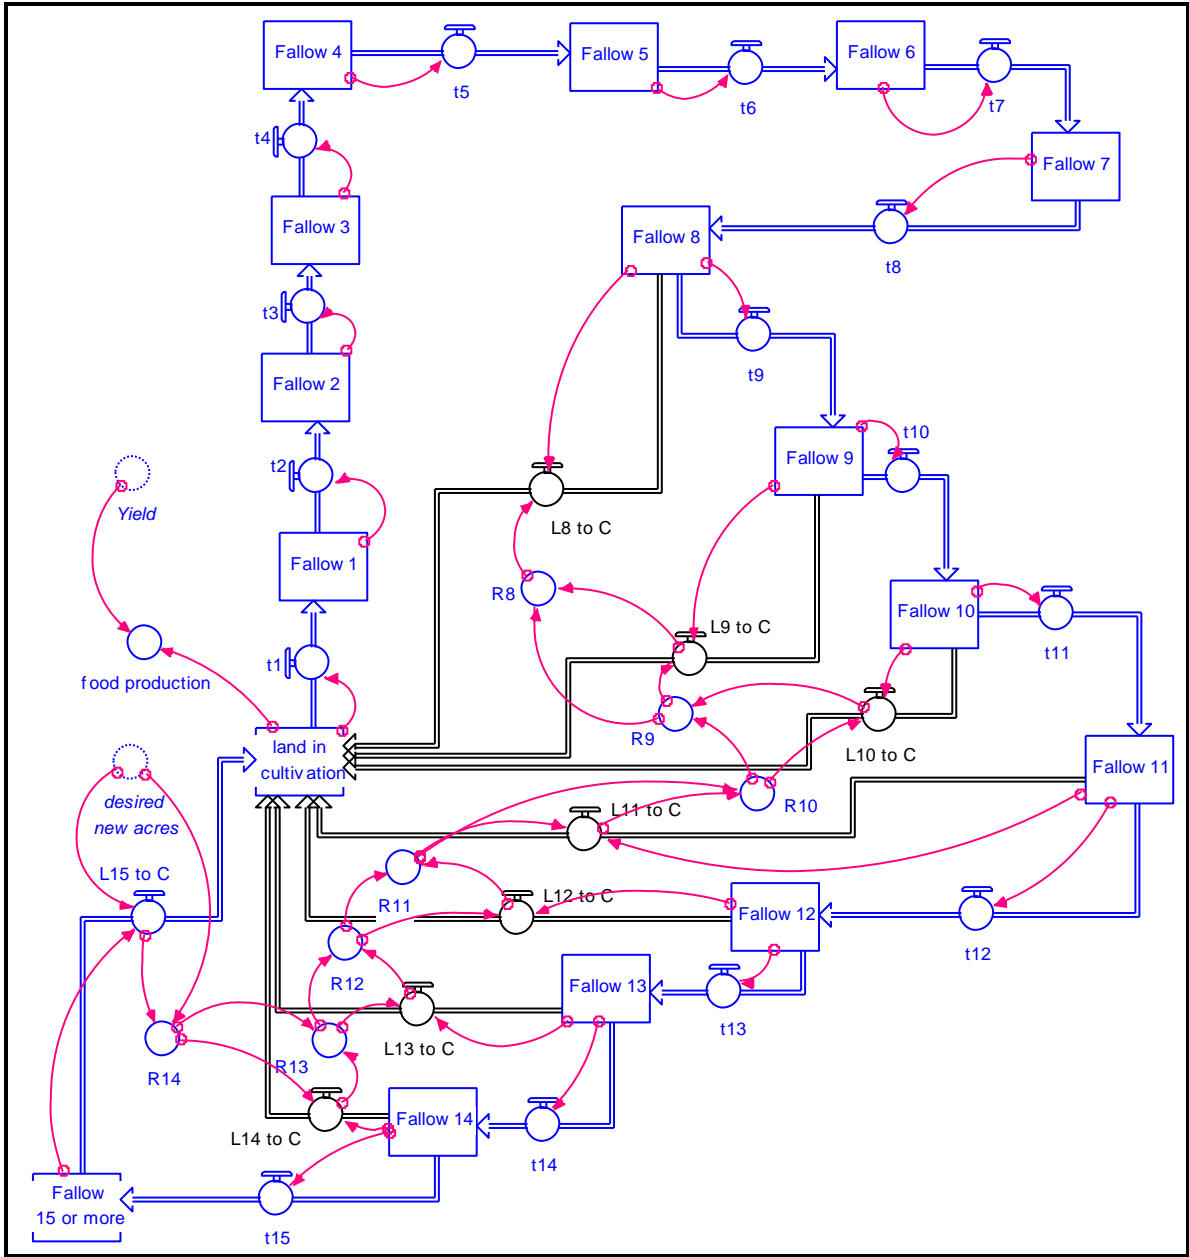 Fallow 4
t5
Fallow 5
t6
Fallow 6
t7
t4
Fallow 7
Fallow 3
Fallow 8
t8
t3
t9
Fallow 2
t10
Fallow 9
t2
Yield
L8 to C
Fallow 1
R8
Fallow 10
L9 to C
t11
t1
food production
R9
land in
cultivation
L10 to C
Fallow 11
desired
new acres
R10
L11 to C
L15 to C
R11
L12 to C
Fallow 12
t12
R12
Fallow 13
t13
L13 to C
R13
R14
Fallow 14
L14 to C
t14
Fallow
15 or more
t15